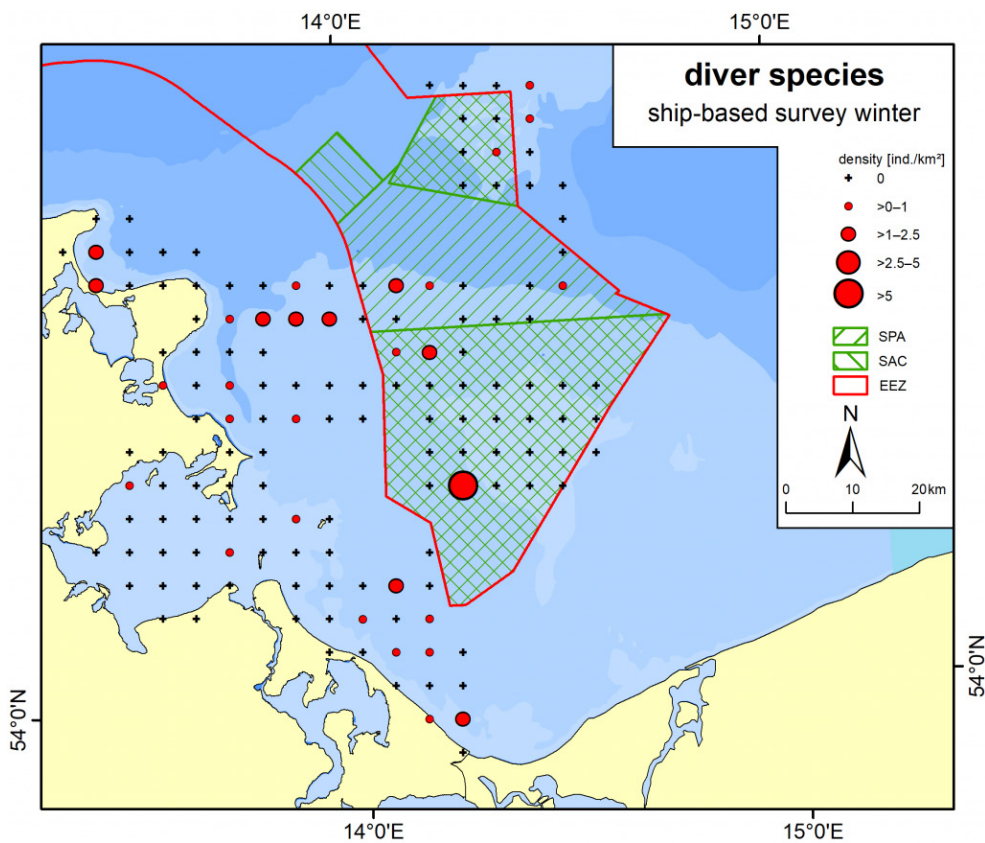 14°0'E
15°0'E
diver species
ship-based survey winter
density [ind./km²]
0
>0–1
>1–2.5
>2.5–5
>5
SPA
SAC
EEZ
N
0
10
20km
54°0'N
54°0'N
14°0'E
15°0'E